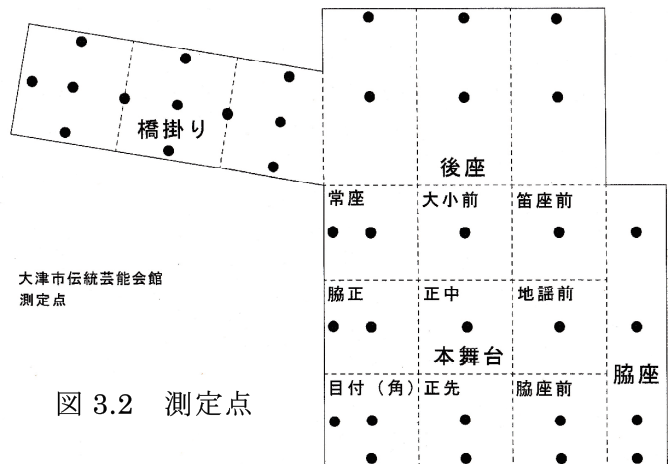 橋掛り
後座
常座
大小前
笛座前
大津市伝統芸能会館
測定点
脇正
正中
地謡前
本舞台
脇座
目付（角）
正先
脇座前
図 3.2　測定点